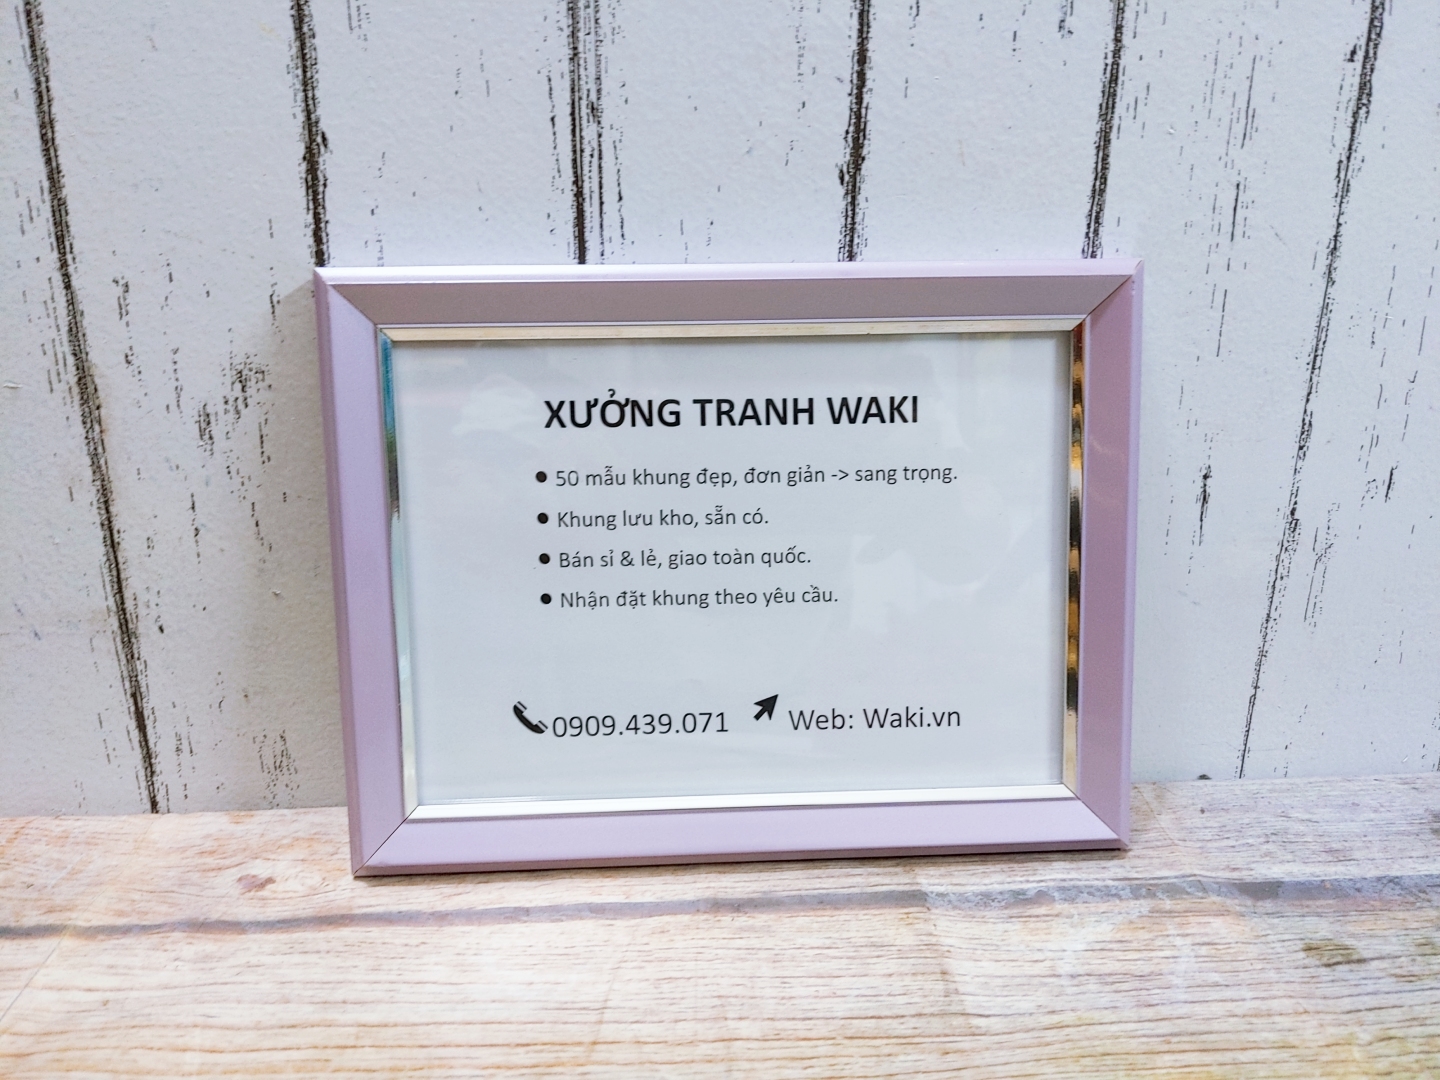 XƯỞNG TRANH WAKI
● 50 mẫu khung đẹp, đơn giản -> sang trọng.
● Khung lưu kho, sẵn có.
● Bán sỉ & lẻ, giao toàn quốc.
● Nhận đặt khung theo yêu cầu.
0909.439.071 Web: Waki.vn